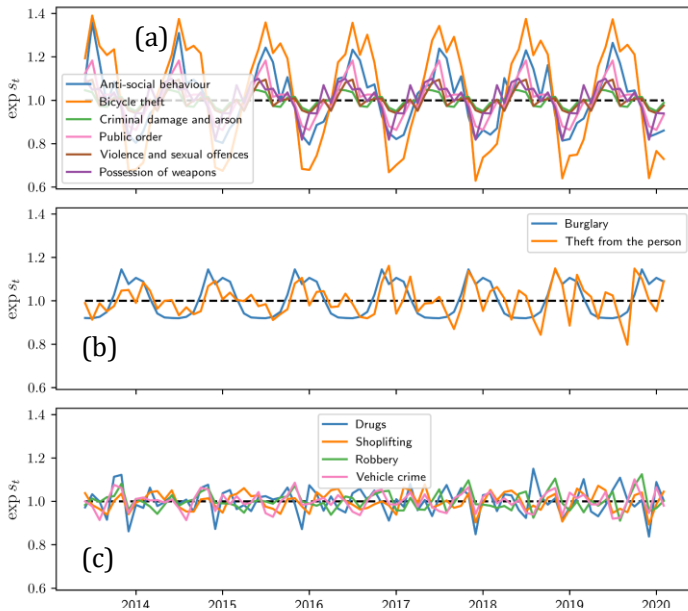 1.4
1.2
1.0
0.8
0.6
exp s_t
(a)
Anti-social behaviour
Bicycle theft
Criminal damage and arson
Public order
Violence and sexual offences
Possession of weapons
1.4
1.2
1.0
0.8
0.6
exp s_t
Burglary
Theft from the person
(b)
1.4
1.2
1.0
0.8
0.6
exp s_t
Drugs
Shoplifting
Robbery
Vehicle crime
(c)
2014 2015 2016 2017 2018 2019 2020